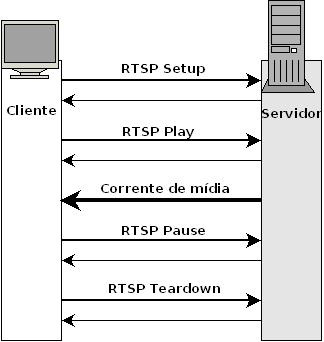 RTSP Setup
Cliente
Servidor
RTSP Play
Corrente de mídia
RTSP Pause
RTSP Teardown